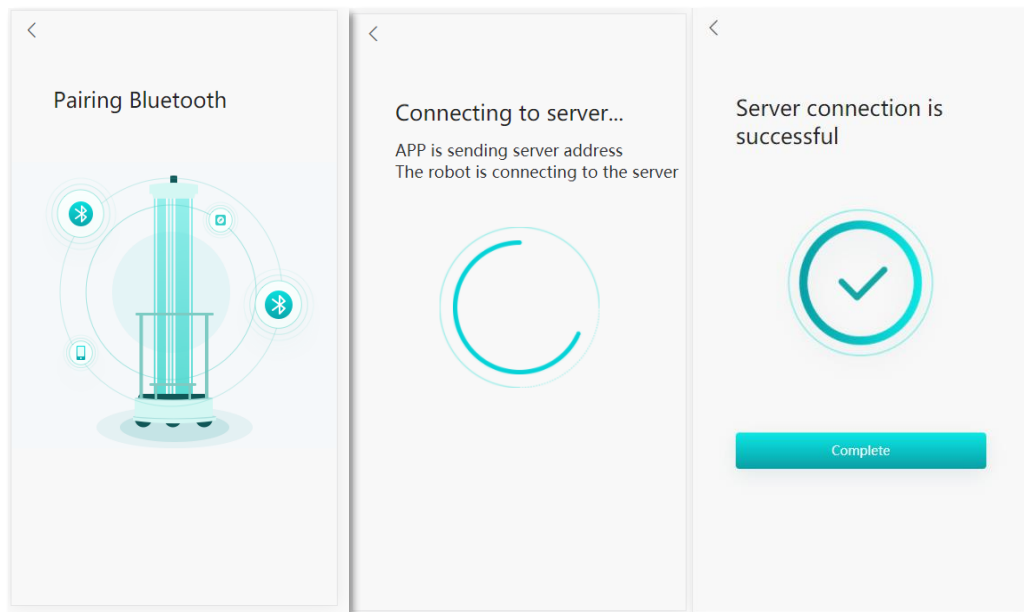 Pairing Bluetooth
Connecting to server...
APP is sending server address
The robot is connecting to the server
Server connection is
successful
Complete